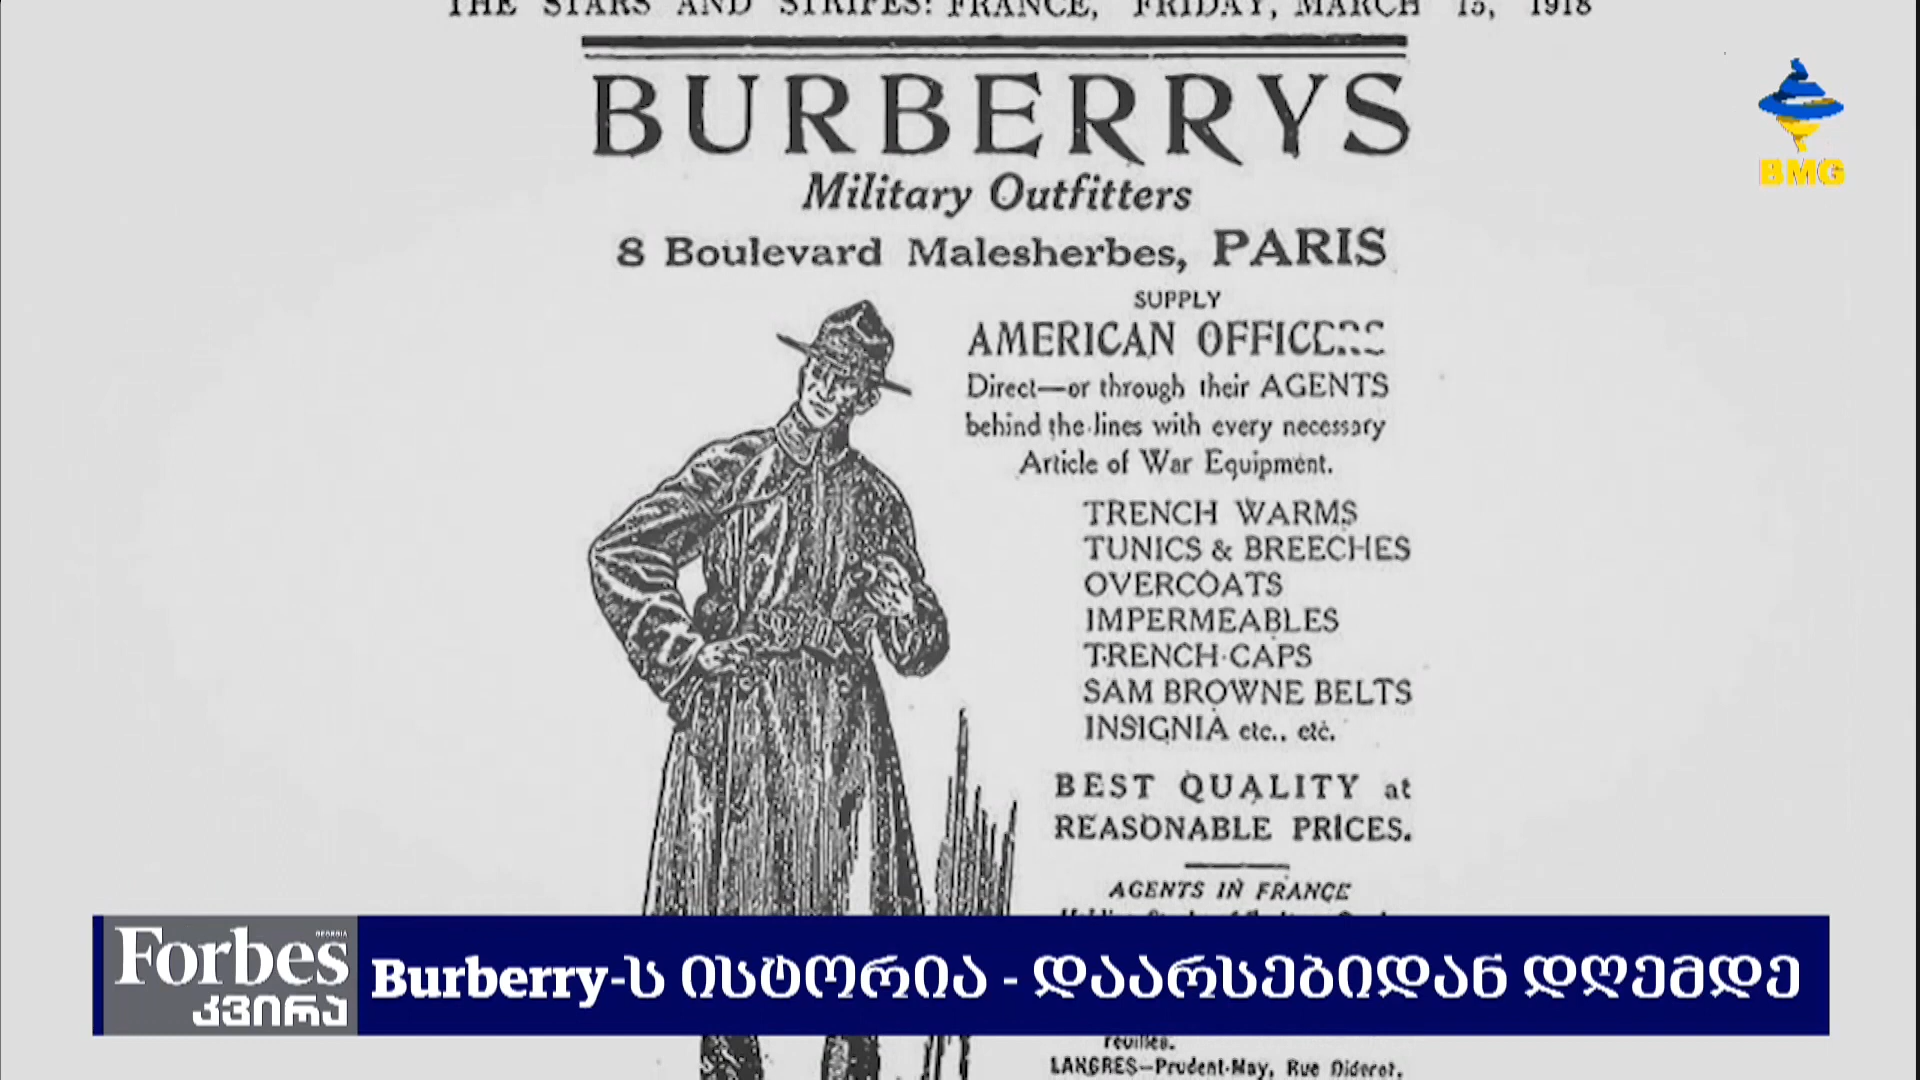 THE STARS AND STRIPES: FRANCE, FRIDAY, MARCH 15, 1918
BURBERRYS
Military Outfitters
8 Boulevard Malesherbes, PARIS
SUPPLY
AMERICAN OFFICERS
Direct—or through their AGENTS
behind the lines with every necessary
Article of War Equipment.
TRENCH WARMS
TUNICS & BREECHES
OVERCOATS
IMPERMEABLES
TRENCH-CAPS
SAM BROWNE BELTS
INSIGNIA etc., etc.
BEST QUALITY at
REASONABLE PRICES.
AGENTS IN FRANCE
LANGRES—Prudent-May, Rue Diderot.
BMG
Forbes
GEORGIA
კვირა
Burberry-ს ისტორია - დაარსებიდან დღემდე